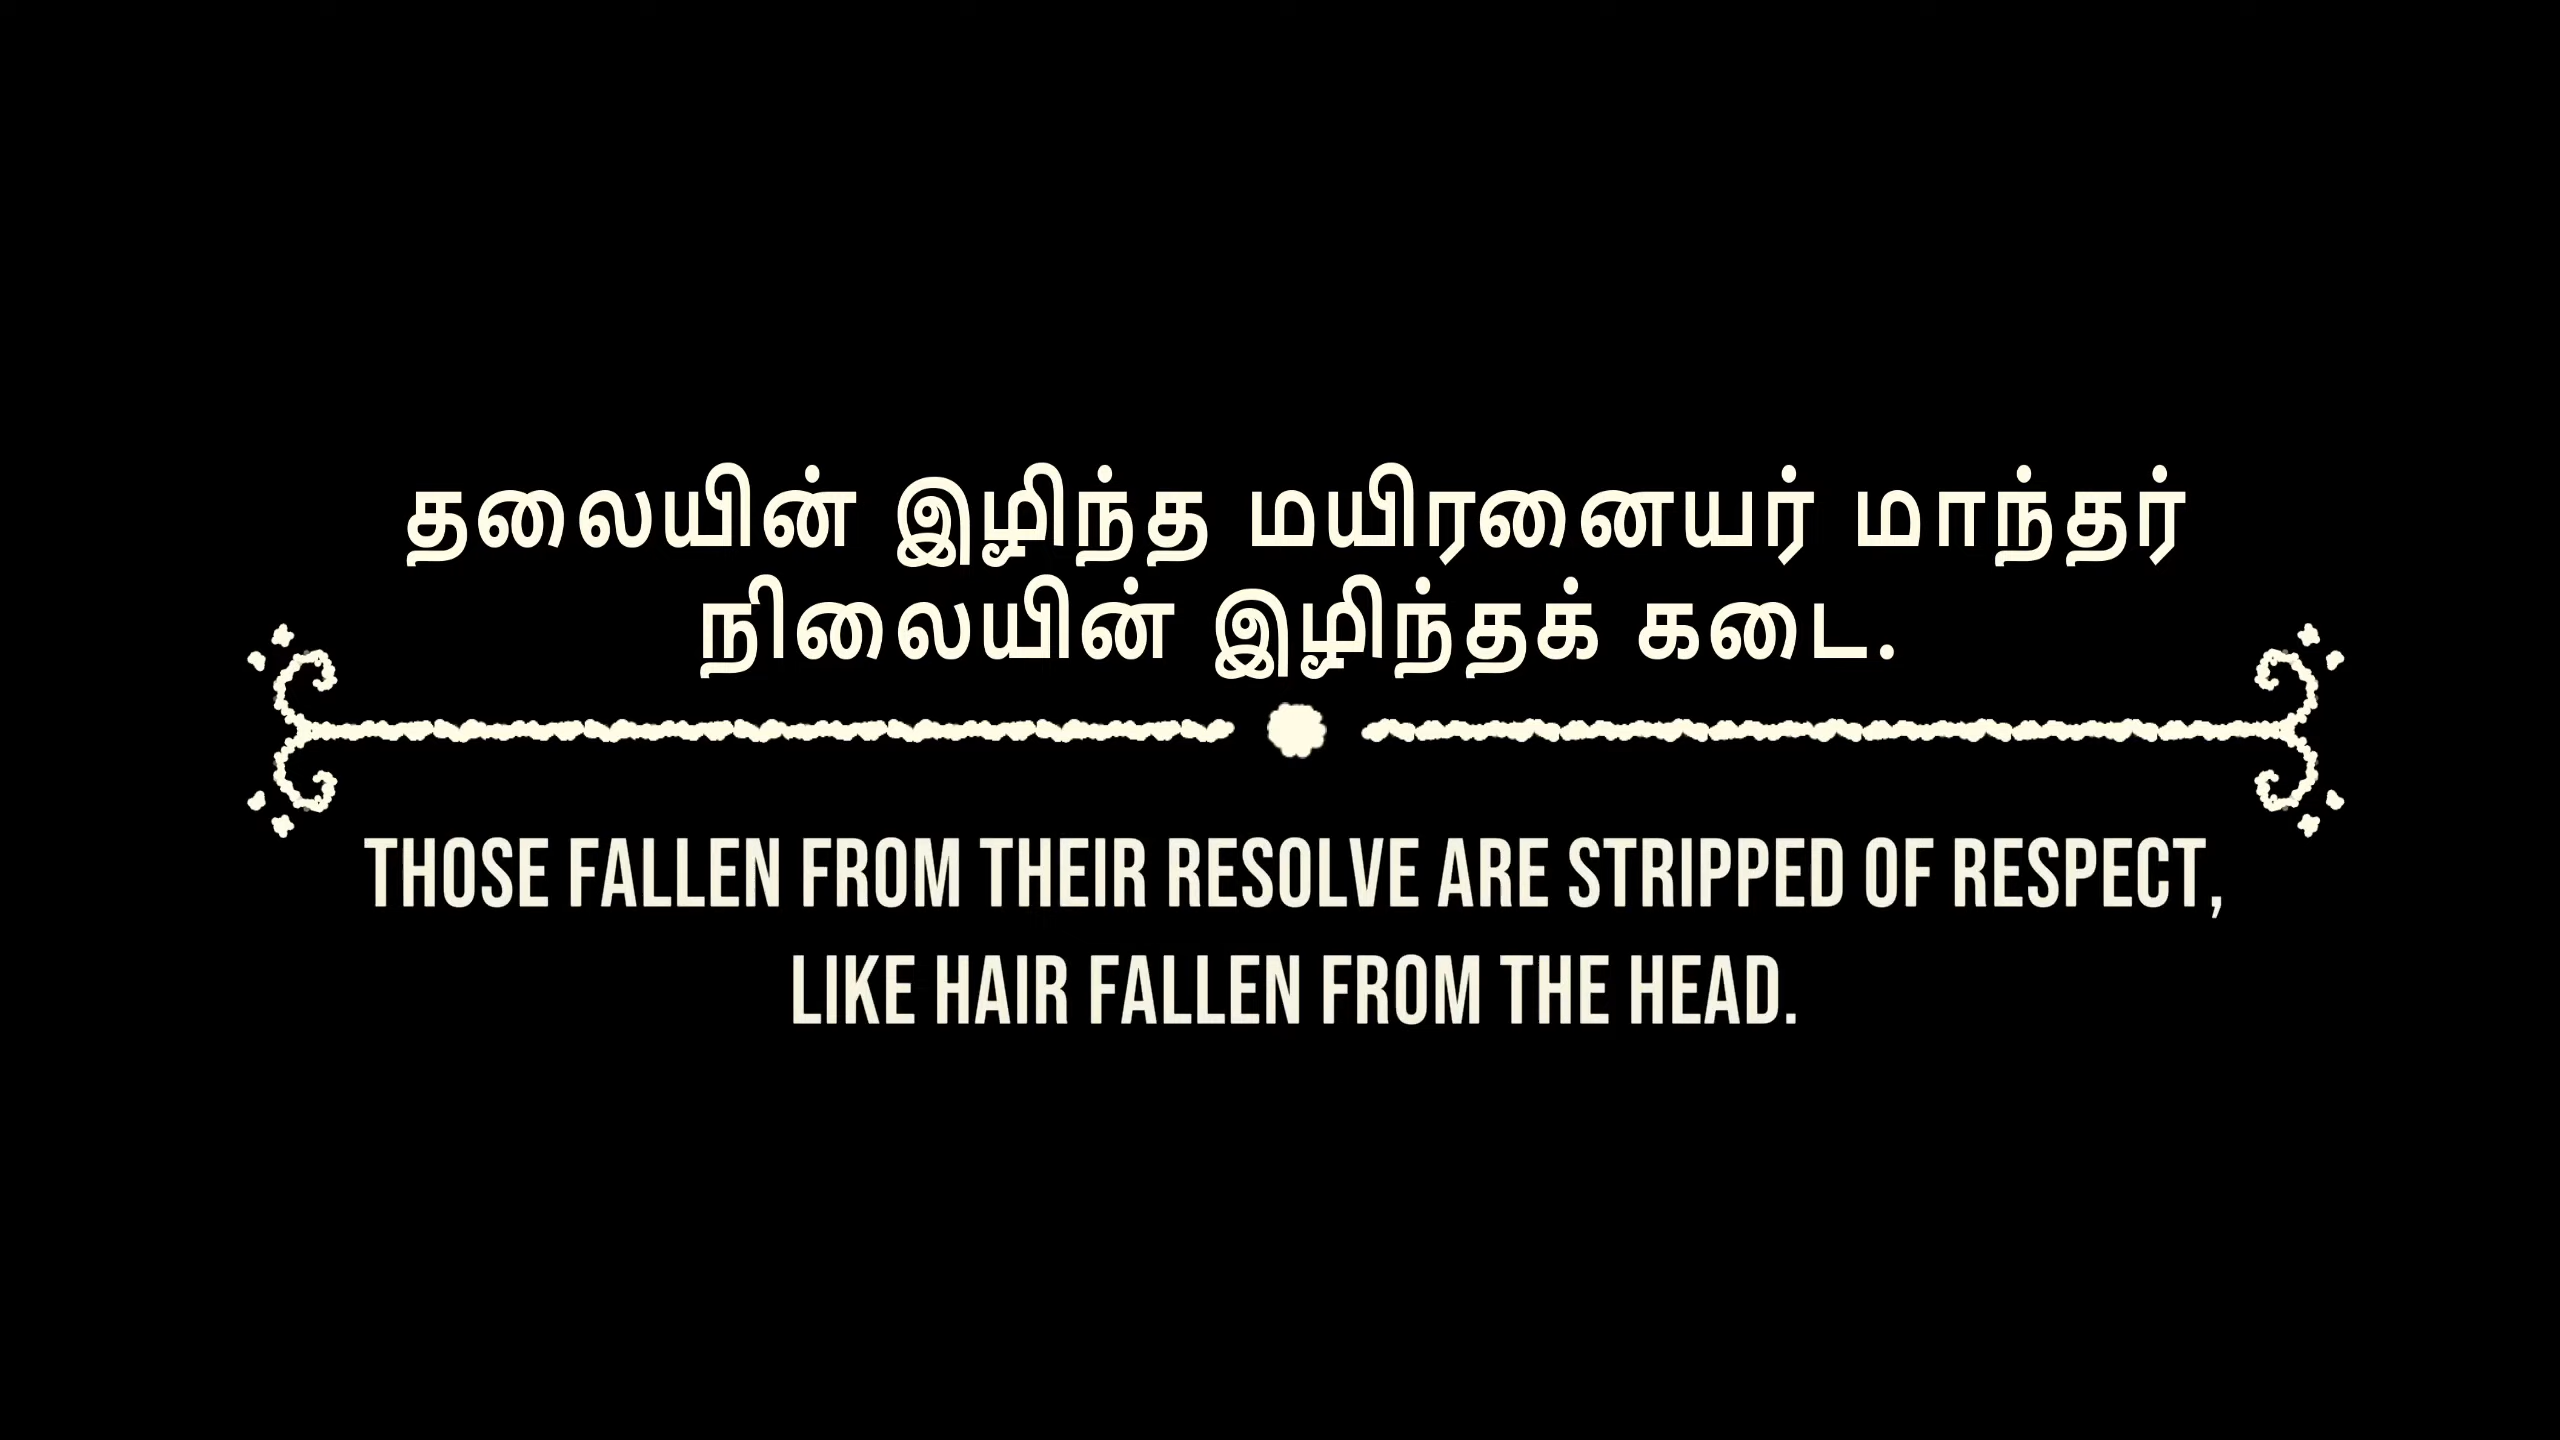 தலையின் இழிந்த மயிரனையர் மாந்தர்
நிலையின் இழிந்தக் கடை.
THOSE FALLEN FROM THEIR RESOLVE ARE STRIPPED OF RESPECT,
LIKE HAIR FALLEN FROM THE HEAD.